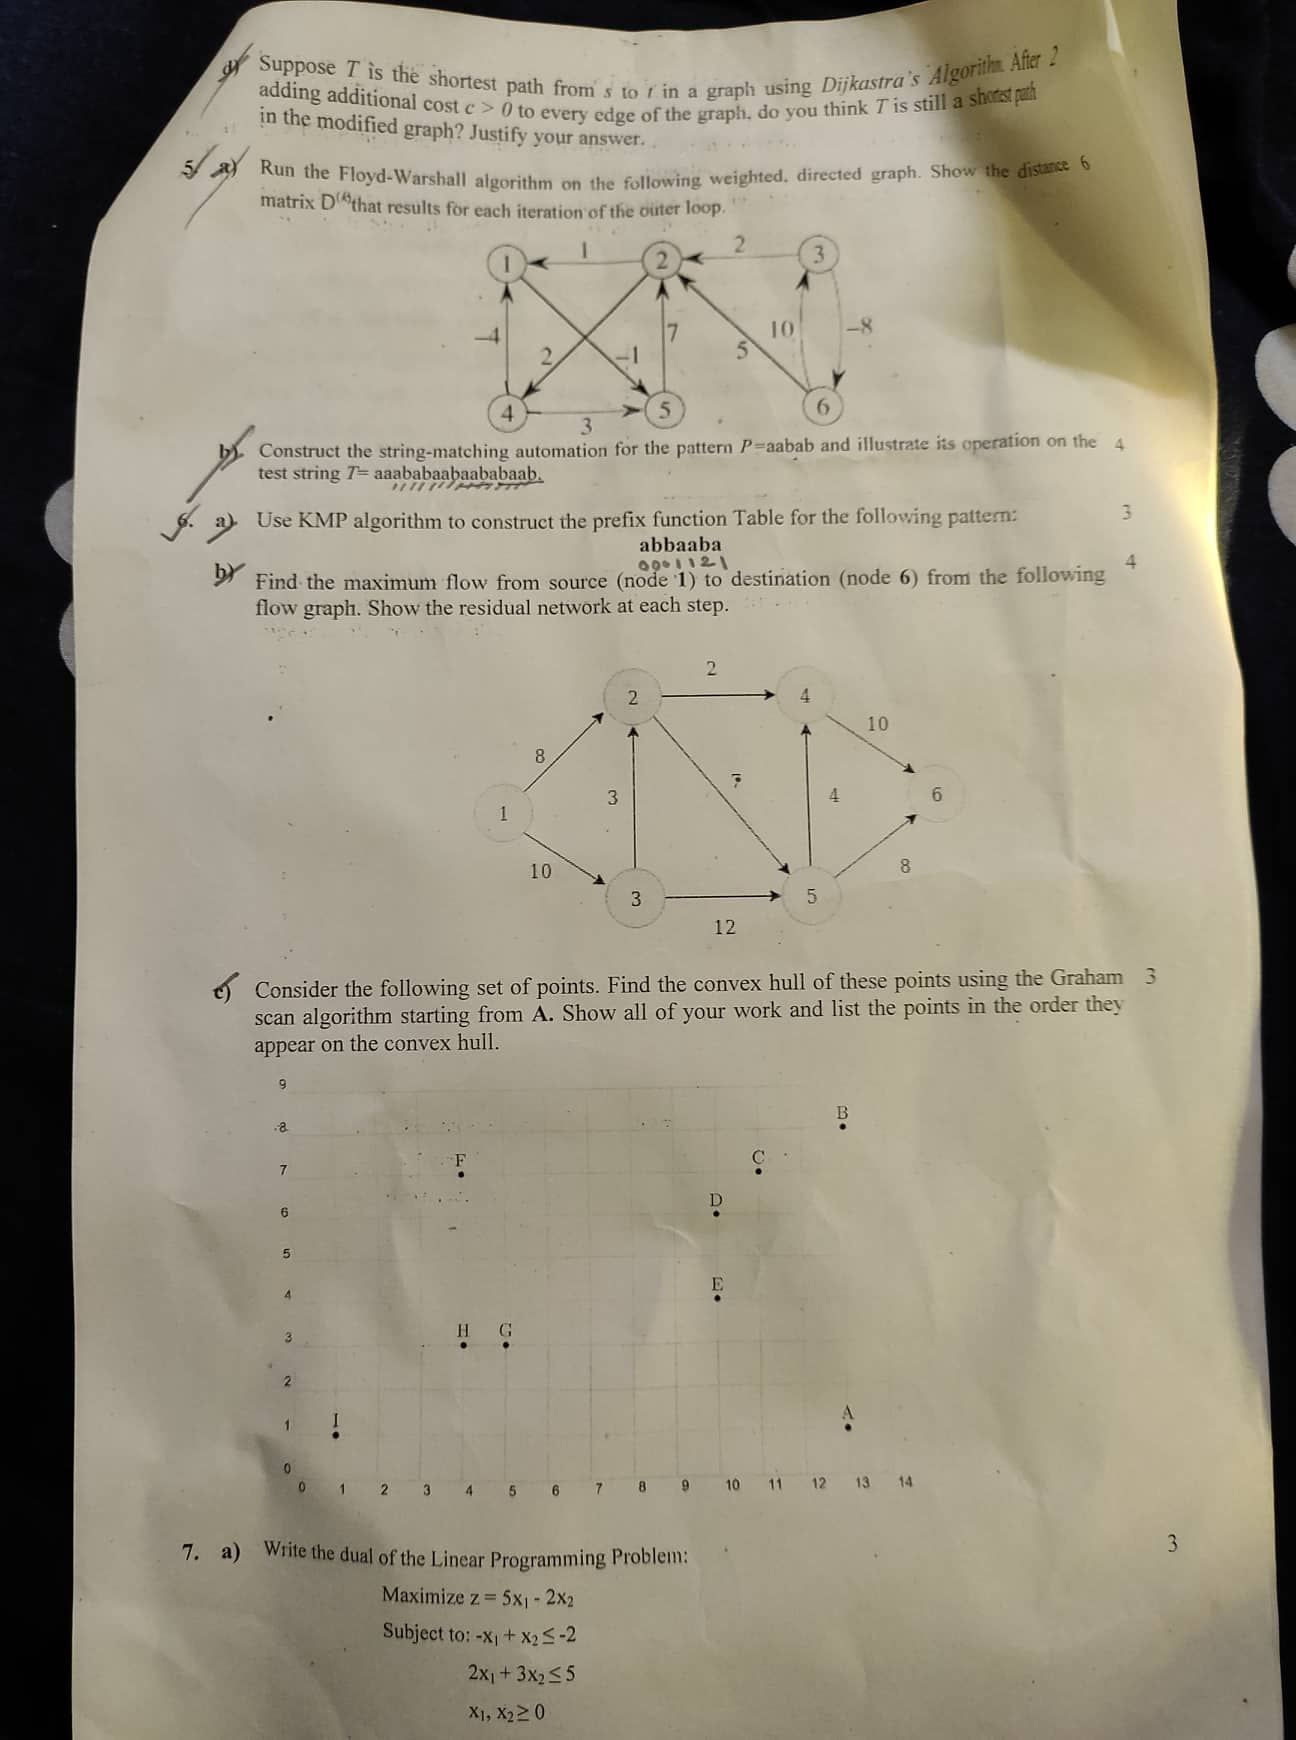 d) Suppose T is the shortest path from s to t in a graph using Dijkastra's Algorithm. After 2
adding additional cost c > 0 to every edge of the graph, do you think T is still a shortest path
in the modified graph? Justify your answer.
5. a) Run the Floyd-Warshall algorithm on the following weighted, directed graph. Show the distance 6
matrix D(k) that results for each iteration of the outer loop.
1 1 2 2 3
-4 2 -1 7 5 10 -8
4 3 5 6
b). Construct the string-matching automation for the pattern P=aabab and illustrate its operation on the 4
test string T= aaababaabaababaab.
6. a) Use KMP algorithm to construct the prefix function Table for the following pattern: 3
abbaaba
0001121
b) Find the maximum flow from source (node 1) to destination (node 6) from the following 4
flow graph. Show the residual network at each step.
2
2 4
10
8
7
3 4 6
1
10 8
3 5
12
c) Consider the following set of points. Find the convex hull of these points using the Graham 3
scan algorithm starting from A. Show all of your work and list the points in the order they
appear on the convex hull.
9
8 B
7 F C
6 D
5
4 E
3 H G
2
1 I A
0
0 1 2 3 4 5 6 7 8 9 10 11 12 13 14
7. a) Write the dual of the Linear Programming Problem: 3
Maximize z = 5x₁ - 2x₂
Subject to: -x₁ + x₂ ≤ -2
2x₁ + 3x₂ ≤ 5
x₁, x₂ ≥ 0